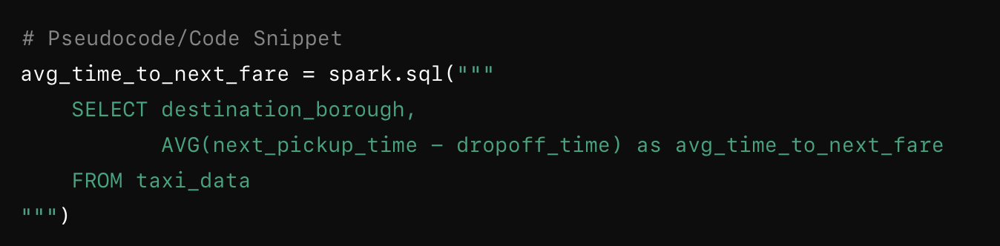 # Pseudocode/Code Snippet
avg_time_to_next_fare = spark.sql("""
SELECT destination_borough,
AVG(next_pickup_time - dropoff_time) as avg_time_to_next_fare
FROM taxi_data
""")